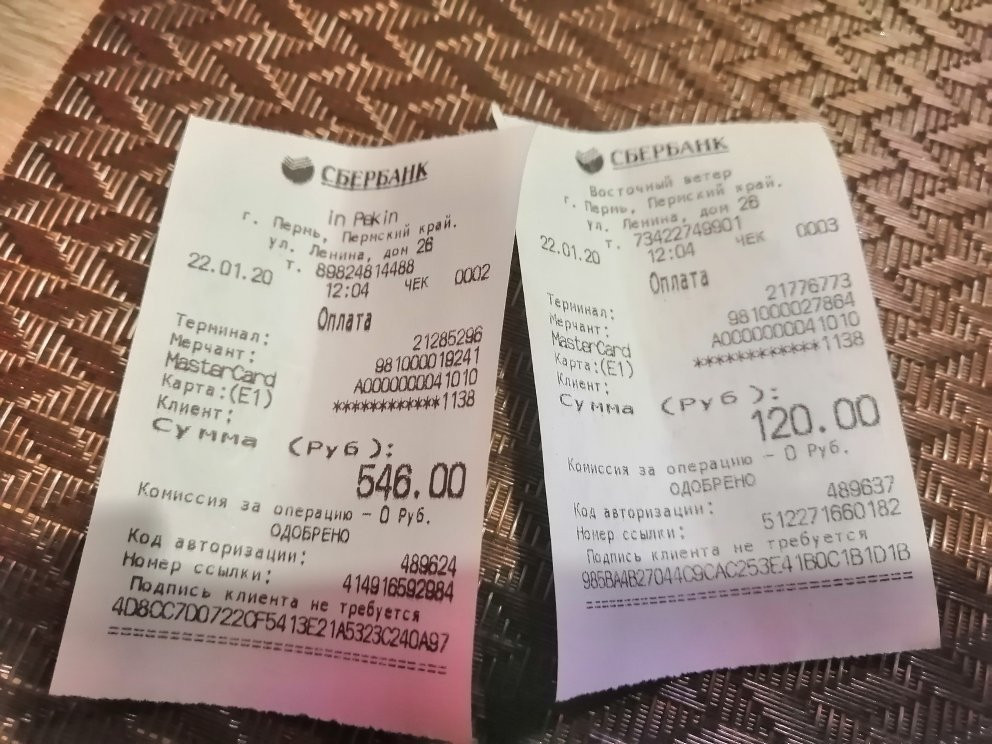 СБЕРБАНК
in Pekin
г. Пермь, Пермский край.
ул. Ленина, дом 26
т. 89824814488
22.01.20 12:04 ЧЕК 0002
Оплата
Терминал: 21285296
Мерчант: 981000019241
MasterCard A0000000041010
Карта:(E1) ************1138
Клиент:
Сумма (Руб):
546.00
Комиссия за операцию – 0 Руб.
ОДОБРЕНО
Код авторизации: 489624
Номер ссылки: 414916592984
Подпись клиента не требуется
4D8CC7D0722CF5413E21A5323C240A97
==============================
СБЕРБАНК
Восточный ветер
г. Пермь, Пермский край.
ул. Ленина, дом 26
т. 73422749901
22.01.20 12:04 ЧЕК 0003
Оплата
Терминал: 21776773
Мерчант: 981000027864
MasterCard A0000000041010
Карта:(E1) ************1138
Клиент:
Сумма (Руб):
120.00
Комиссия за операцию – 0 Руб.
ОДОБРЕНО
Код авторизации: 489637
Номер ссылки: 512271660182
Подпись клиента не требуется
985BA4B27044C9CAC253E41B0C1B1D1B
==============================